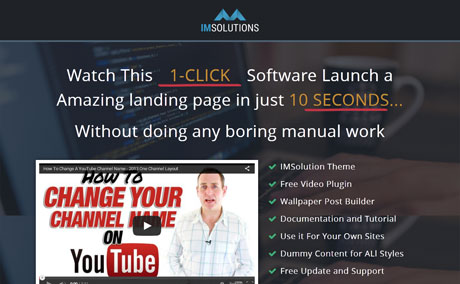 IMSOLUTIONS
Watch This 1-CLICK Software Launch a
Amazing landing page in just 10 SECONDS...
Without doing any boring manual work
How To Change A YouTube Channel Name - 2015 One Channel Layout
HOW TO
CHANGE YOUR
CHANNEL NAME
ON
YouTube
IMSolution Theme
Free Video Plugin
Wallpaper Post Builder
Documentation and Tutorial
Use it For Your Own Sites
Dummy Content for ALl Styles
Free Update and Support